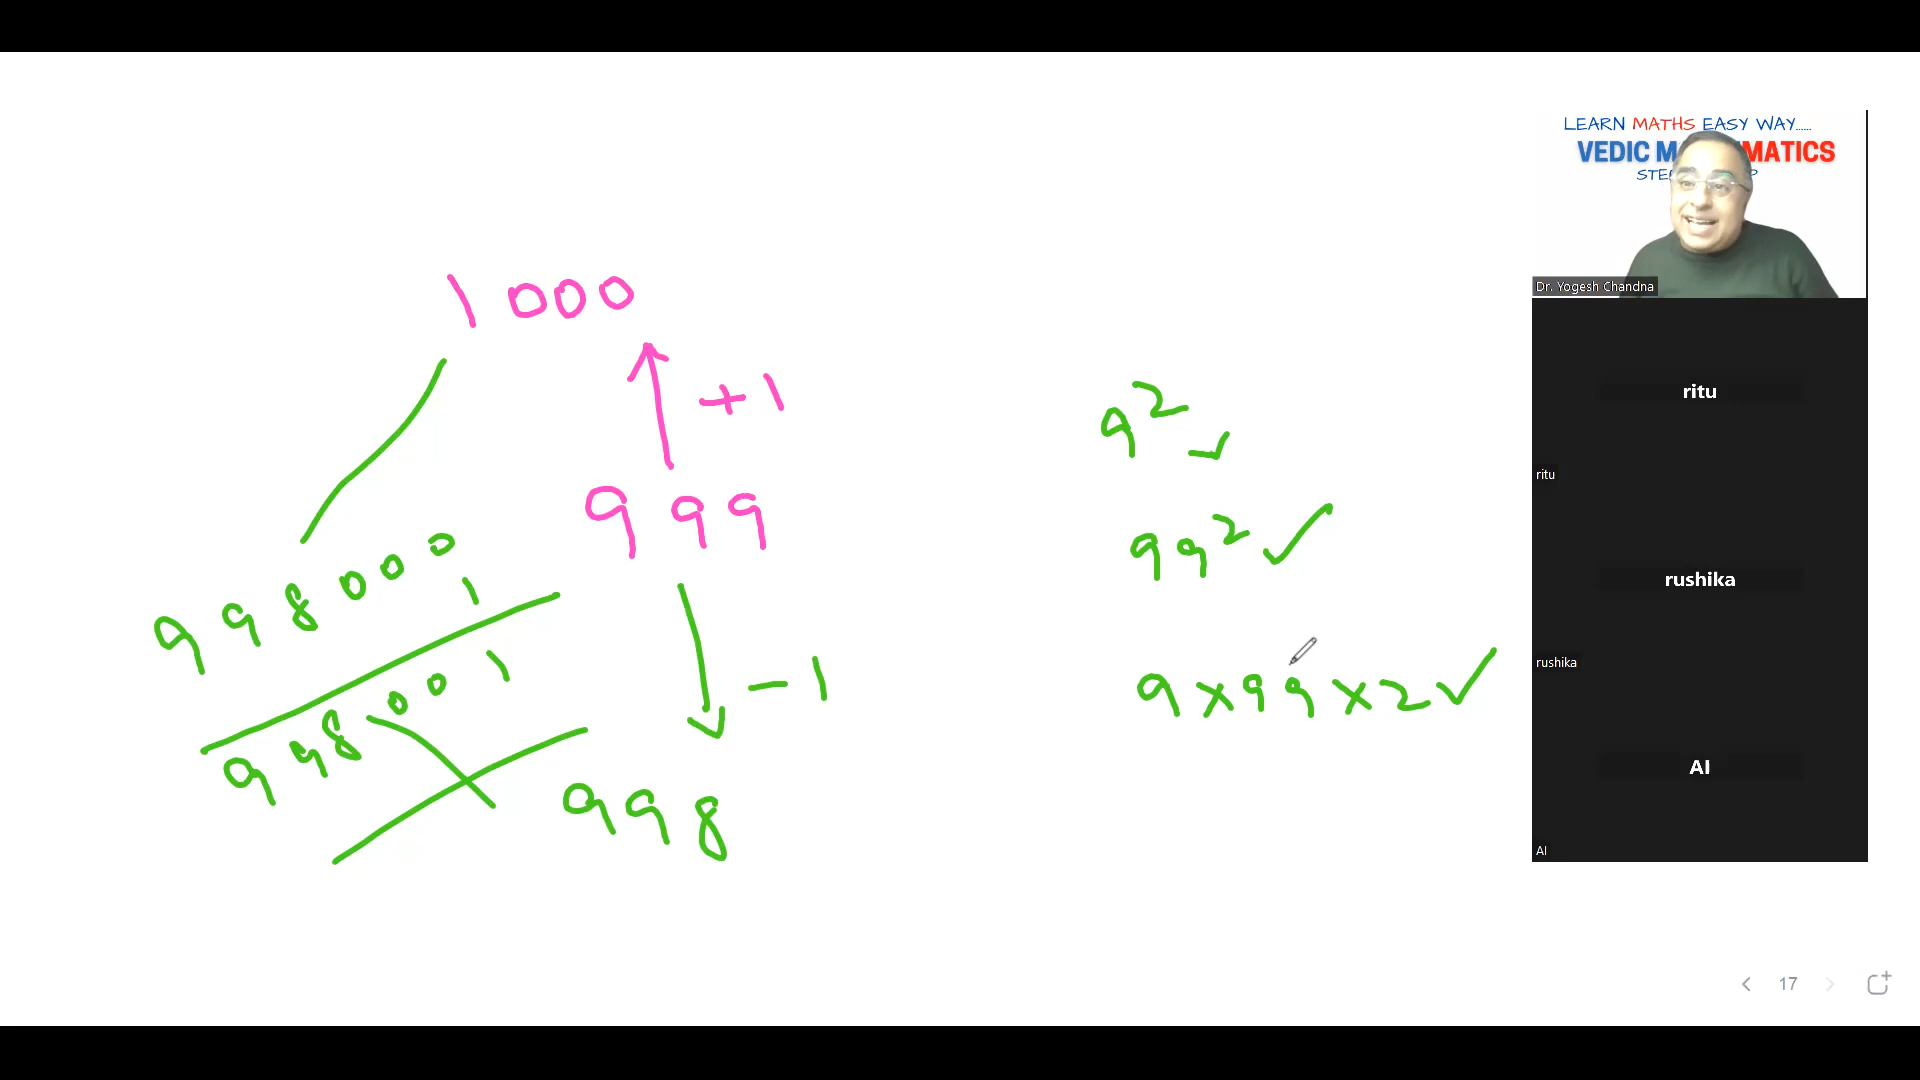 LEARN MATHS EASY WAY......
VEDIC M MATICS
STE P
Dr. Yogesh Chandna
ritu
ritu
rushika
rushika
AI
AI
1000
+1
999
998000
1
998001
-1
998
9²
99²
9×99×2
17